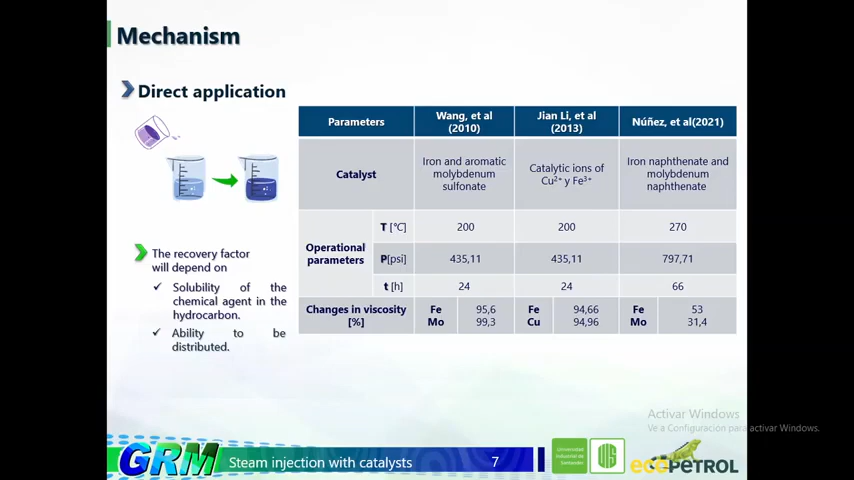 Mechanism
Direct application
The recovery factor
will depend on
✓ Solubility of the
chemical agent in the
hydrocarbon.
✓ Ability to be
distributed.
Parameters
Wang, et al
(2010)
Jian Li, et al
(2013)
Núñez, et al(2021)
Catalyst
Iron and aromatic
molybdenum
sulfonate
Catalytic ions of
Cu²⁺ y Fe³⁺
Iron naphthenate and
molybdenum
naphthenate
Operational
parameters
T [°C]
200
200
270
P[psi]
435,11
435,11
797,71
t [h]
24
24
66
Changes in viscosity
[%]
Fe 95,6
Mo 99,3
Fe 94,66
Cu 94,96
Fe 53
Mo 31,4
Activar Windows
Ve a Configuración para activar Windows.
GRM
Steam injection with catalysts
7
Universidad
Industrial de
Santander
UIS
ECOPETROL